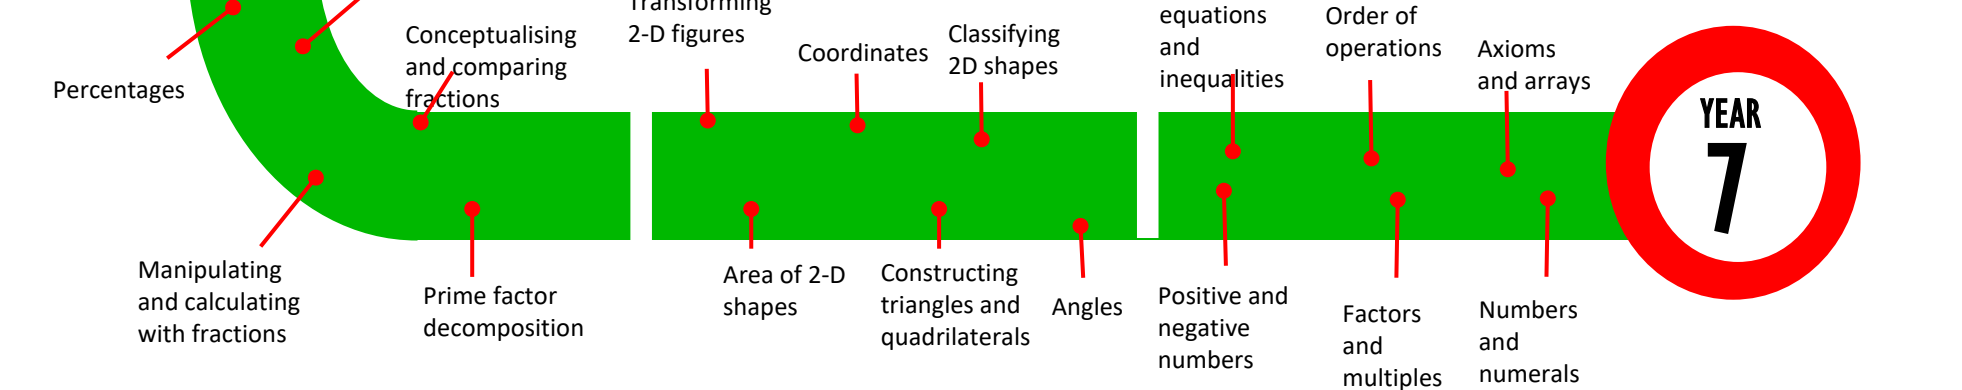 Transforming
2-D figures
Coordinates
Classifying
2D shapes
equations
and
inequalities
Order of
operations
Axioms
and arrays
Conceptualising
and comparing
fractions
Percentages
YEAR
7
Manipulating
and calculating
with fractions
Prime factor
decomposition
Area of 2-D
shapes
Constructing
triangles and
quadrilaterals
Angles
Positive and
negative
numbers
Factors
and
multiples
Numbers
and
numerals